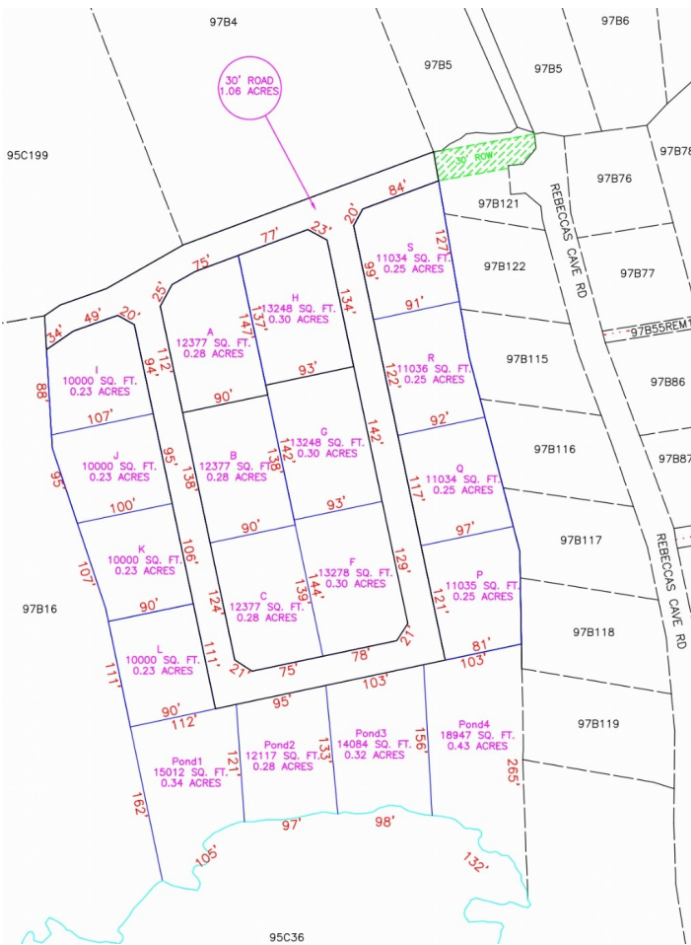 97B4
97B6
97B5
97B5
30' ROAD
1.06 ACRES
95C199
97B78
30' ROW
97B76
84'
REBECCAS CAVE RD
97B121
20'
23'
77'
S
11034 SQ. FT.
0.25 ACRES
127'
75'
99'
97B122
97B77
25'
H
13248 SQ. FT.
0.30 ACRES
134'
137'
147'
A
12377 SQ. FT.
0.28 ACRES
91'
34'
49'
20'
97B55REMT
112'
94'
I
10000 SQ. FT.
0.23 ACRES
88'
R
11036 SQ. FT.
0.25 ACRES
97B115
93'
122'
97B86
90'
107'
92'
G
13248 SQ. FT.
0.30 ACRES
142'
95'
J
10000 SQ. FT.
0.23 ACRES
B
12377 SQ. FT.
0.28 ACRES
138'
142'
138'
97B116
97B87
95'
Q
11034 SQ. FT.
0.25 ACRES
117'
100'
93'
90'
97'
K
10000 SQ. FT.
0.23 ACRES
106'
107'
97B117
REBECCAS CAVE RD
129'
F
13278 SQ. FT.
0.30 ACRES
144'
139'
P
11035 SQ. FT.
0.25 ACRES
121'
97B16
90'
C
12377 SQ. FT.
0.28 ACRES
124'
97B118
L
10000 SQ. FT.
0.23 ACRES
111'
111'
21'
81'
78'
103'
21'
75'
103'
95'
90'
112'
97B119
Pond4
18947 SQ. FT.
0.43 ACRES
Pond3
14084 SQ. FT.
0.32 ACRES
156'
Pond2
12117 SQ. FT.
0.28 ACRES
133'
Pond1
15012 SQ. FT.
0.34 ACRES
121'
265'
162'
97'
98'
105'
132'
95C36